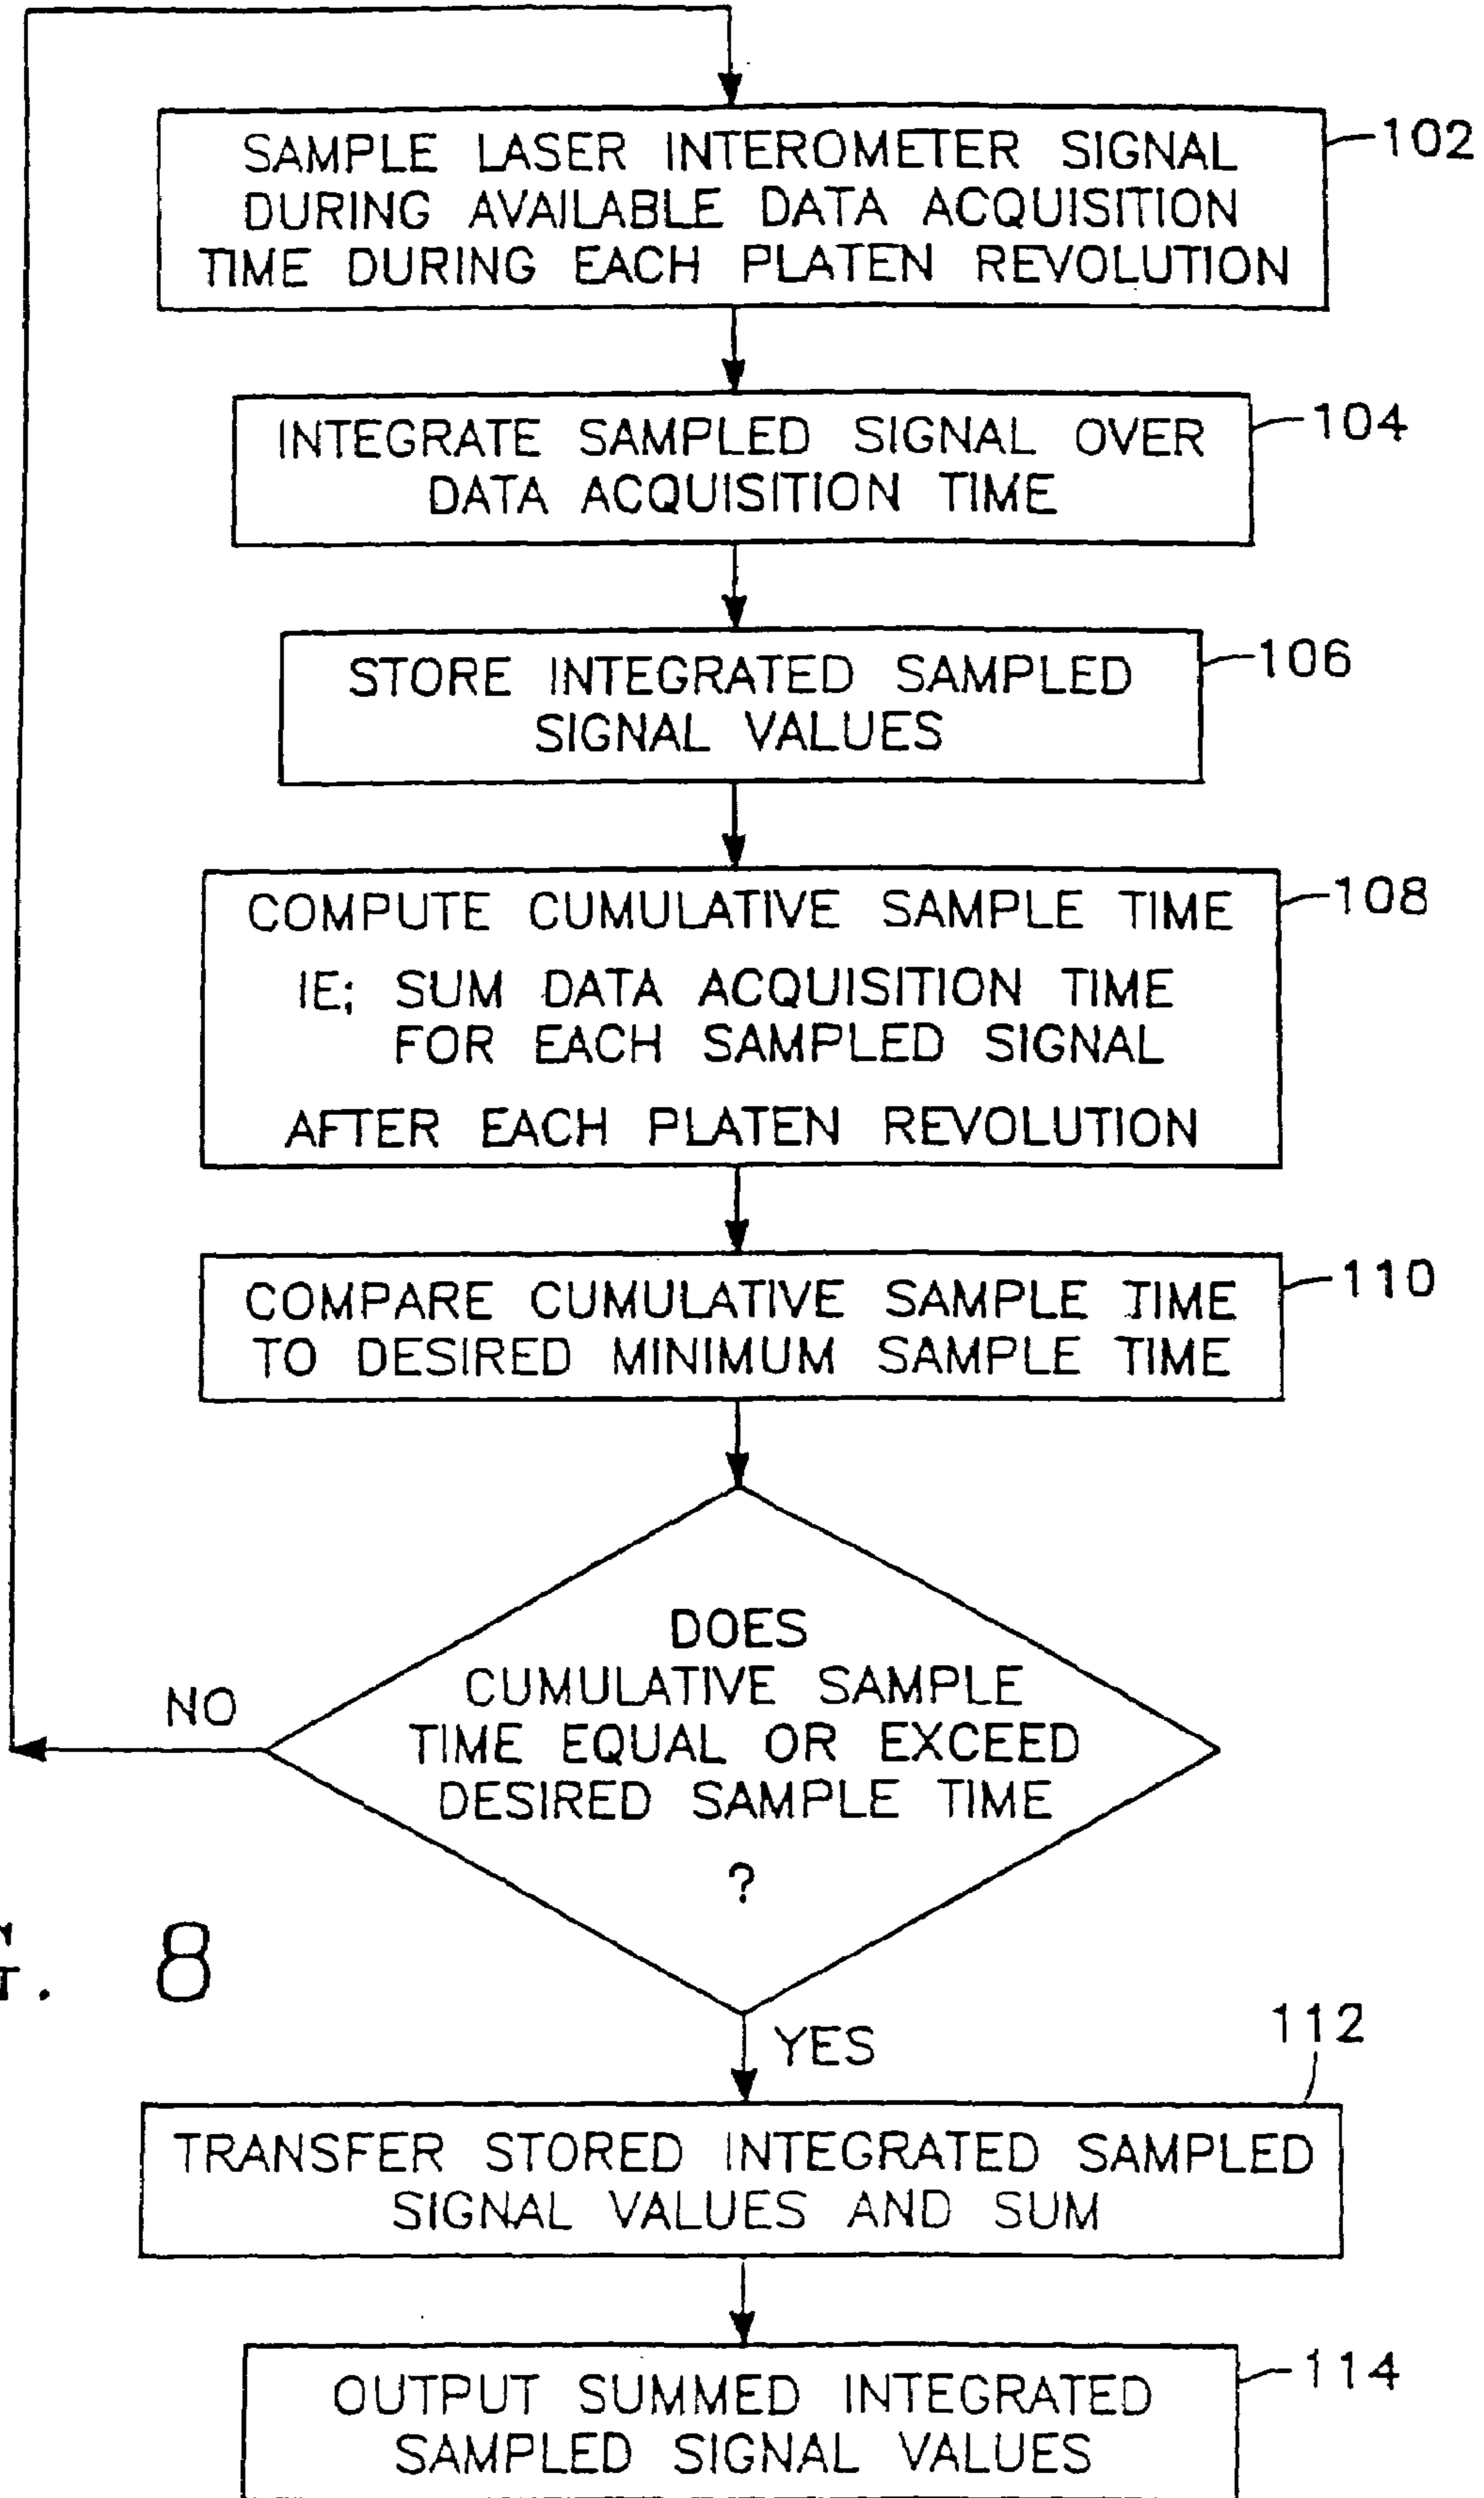 SAMPLE LASER INTEROMETER SIGNAL
DURING AVAILABLE DATA ACQUISITION
TIME DURING EACH PLATEN REVOLUTION
102
INTEGRATE SAMPLED SIGNAL OVER
DATA ACQUISITION TIME
104
STORE INTEGRATED SAMPLED
SIGNAL VALUES
106
COMPUTE CUMULATIVE SAMPLE TIME
IE; SUM DATA ACQUISITION TIME
FOR EACH SAMPLED SIGNAL
AFTER EACH PLATEN REVOLUTION
108
COMPARE CUMULATIVE SAMPLE TIME
TO DESIRED MINIMUM SAMPLE TIME
110
DOES
CUMULATIVE SAMPLE
TIME EQUAL OR EXCEED
DESIRED SAMPLE TIME
?
NO
8
YES
112
TRANSFER STORED INTEGRATED SAMPLED
SIGNAL VALUES AND SUM
OUTPUT SUMMED INTEGRATED
SAMPLED SIGNAL VALUES
114